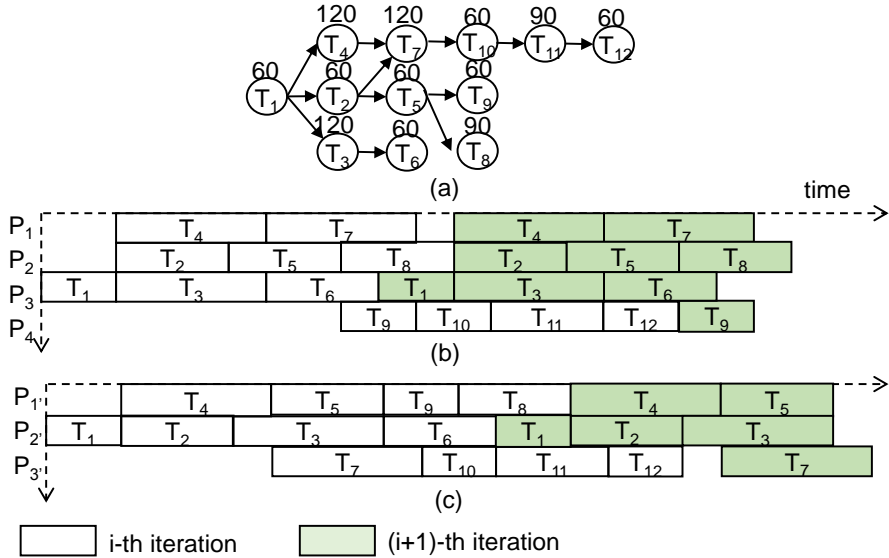 120 120 60 90 60
T4 T7 T10 T11 T12
60 60 60 60
T1 T2 T5 T9
120 60 90
T3 T6 T8
(a)
time
P1 T4 T7 T4 T7
P2 T2 T5 T8 T2 T5 T8
P3 T1 T3 T6 T1 T3 T6
P4 T9 T10 T11 T12 T9
(b)
P1' T4 T5 T9 T8 T4 T5
P2' T1 T2 T3 T6 T1 T2 T3
P3' T7 T10 T11 T12 T7
(c)
i-th iteration (i+1)-th iteration